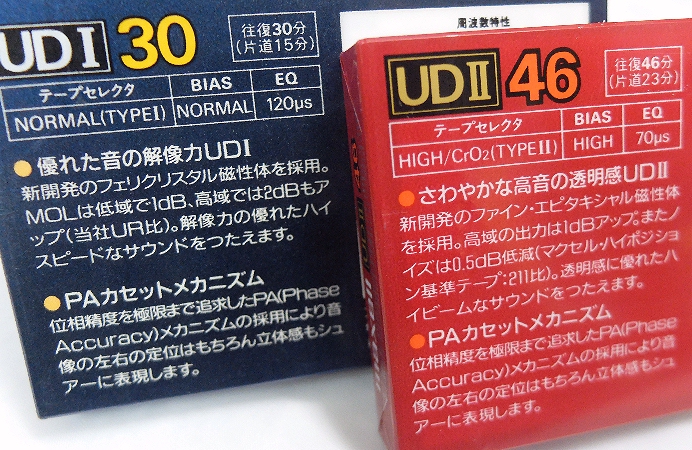 周波数特性
UDI 30
往復30分
(片道15分)
テープセレクタ BIAS EQ
NORMAL(TYPEI) NORMAL 120μs
●優れた音の解像力UDI
新開発のフェリクリスタル磁性体を採用。
MOLは低域で1dB、高域では2dBもア
ップ(当社UR比)。解像力の優れたハイ
スピードなサウンドをつたえます。
●PAカセットメカニズム
位相精度を極限まで追求したPA(Phase
Accuracy)メカニズムの採用により音
像の左右の定位はもちろん立体感もシュ
アーに表現します。
UDII 46
往復46分
(片道23分)
テープセレクタ BIAS EQ
HIGH/CrO2(TYPEII) HIGH 70μs
●さわやかな高音の透明感UDII
新開発のファイン・エピタキシャル磁性体
を採用。高域の出力は1dBアップ。またノ
イズは0.5dB低減(マクセル・ハイポジショ
ン基準テープ:211比)。透明感に優れたハ
イビームなサウンドをつたえます。
●PAカセットメカニズム
位相精度を極限まで追求したPA(Phase
Accuracy)メカニズムの採用により音
像の左右の定位はもちろん立体感もシュ
アーに表現します。